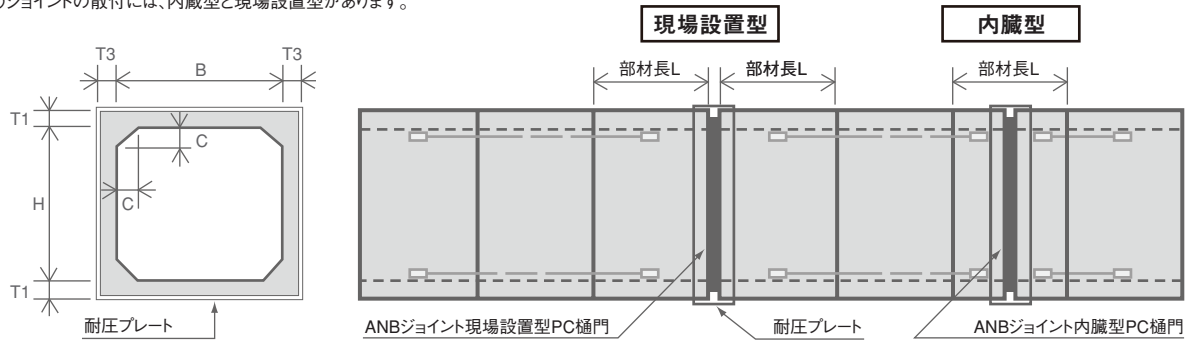 ジョイントの取付には、内蔵型と現場設置型があります。
現場設置型
内臓型
T3
B
T3
部材長L
部材長L
部材長L
T1
C
H
C
T1
耐圧プレート
ANBジョイント現場設置型PC樋門
耐圧プレート
ANBジョイント内臓型PC樋門